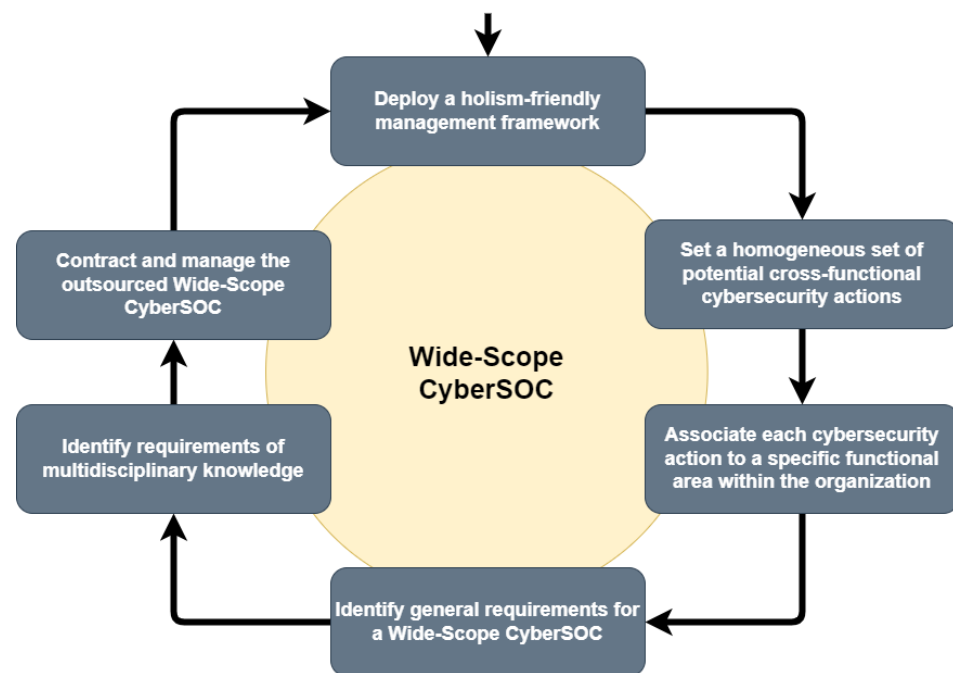 Deploy a holism-friendly
management framework
Set a homogeneous set of
potential cross-functional
cybersecurity actions
Associate each cybersecurity
action to a specific functional
area within the organization
Identify general requirements for
a Wide-Scope CyberSOC
Identify requirements of
multidisciplinary knowledge
Contract and manage the
outsourced Wide-Scope
CyberSOC
Wide-Scope
CyberSOC